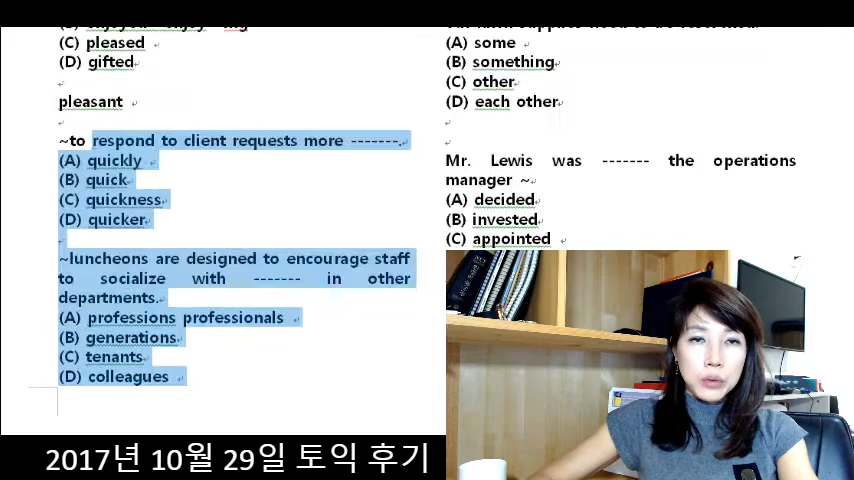 (C) pleased
(D) gifted
pleasant
~to respond to client requests more -------.
(A) quickly
(B) quick
(C) quickness
(D) quicker
~luncheons are designed to encourage staff
to socialize with ------- in other
departments.
(A) professions professionals
(B) generations
(C) tenants
(D) colleagues
(A) some
(B) something
(C) other
(D) each other
Mr. Lewis was ------- the operations
manager ~
(A) decided
(B) invested
(C) appointed
2017년 10월 29일 토익 후기